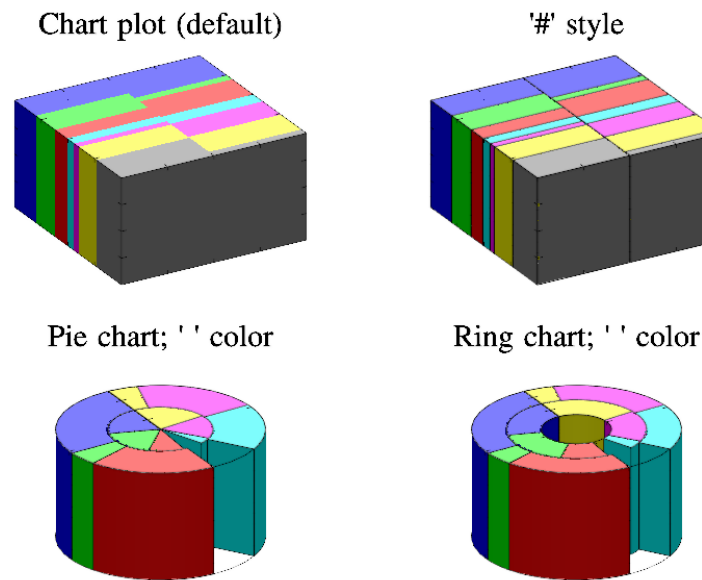 Chart plot (default)
'#' style
Pie chart; ' ' color
Ring chart; ' ' color